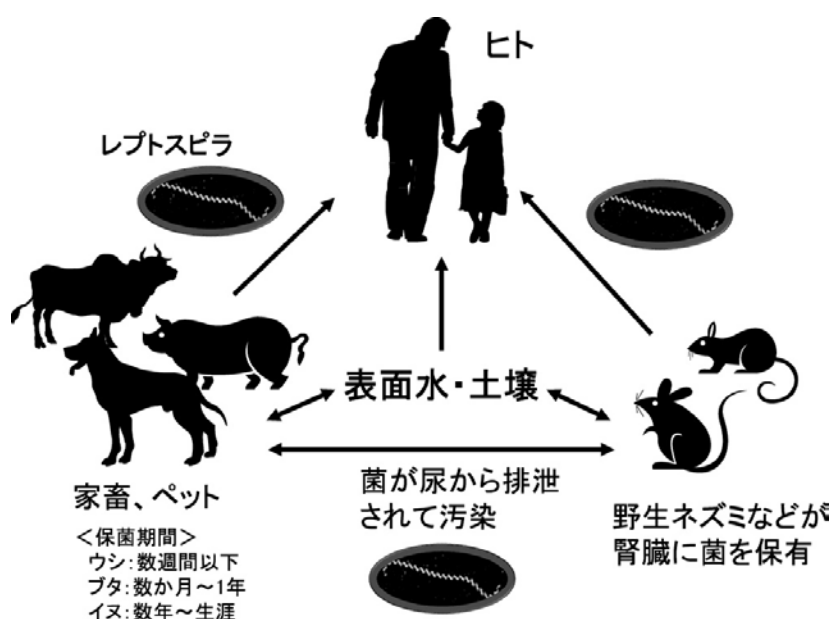 ヒト
レプトスピラ
表面水・土壌
家畜、ペット
＜保菌期間＞
ウシ：数週間以下
ブタ：数か月～1年
イヌ：数年～生涯
菌が尿から排泄
されて汚染
野生ネズミなどが
腎臓に菌を保有